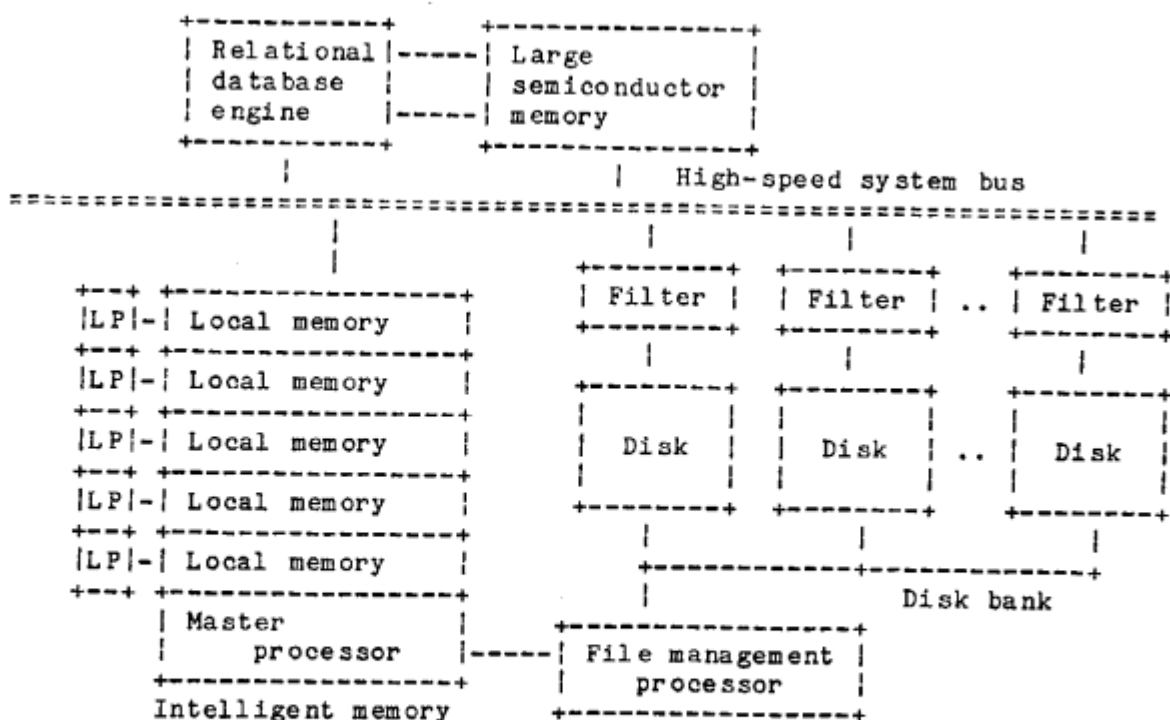 Relational
database
engine
Large
semiconductor
memory
High-speed system bus
LP Local memory
LP Local memory
LP Local memory
LP Local memory
LP Local memory
Master
processor
Intelligent memory
Filter
Filter
..
Filter
Disk
Disk
..
Disk
Disk bank
File management
processor